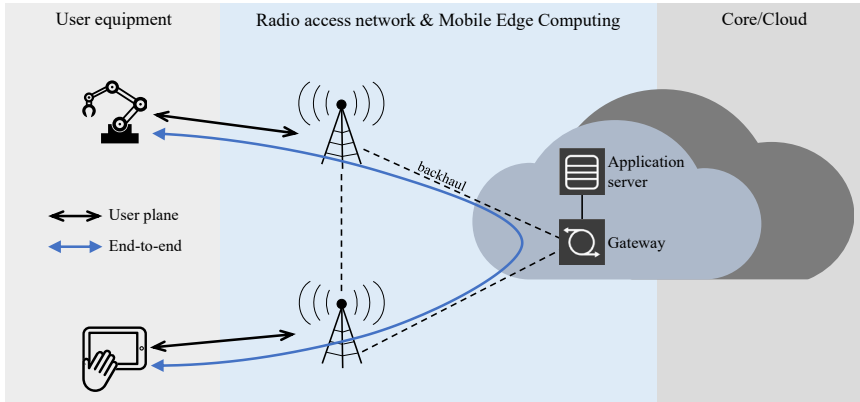 User equipment
Radio access network & Mobile Edge Computing
Core/Cloud
backhaul
Application
server
User plane
End-to-end
Gateway